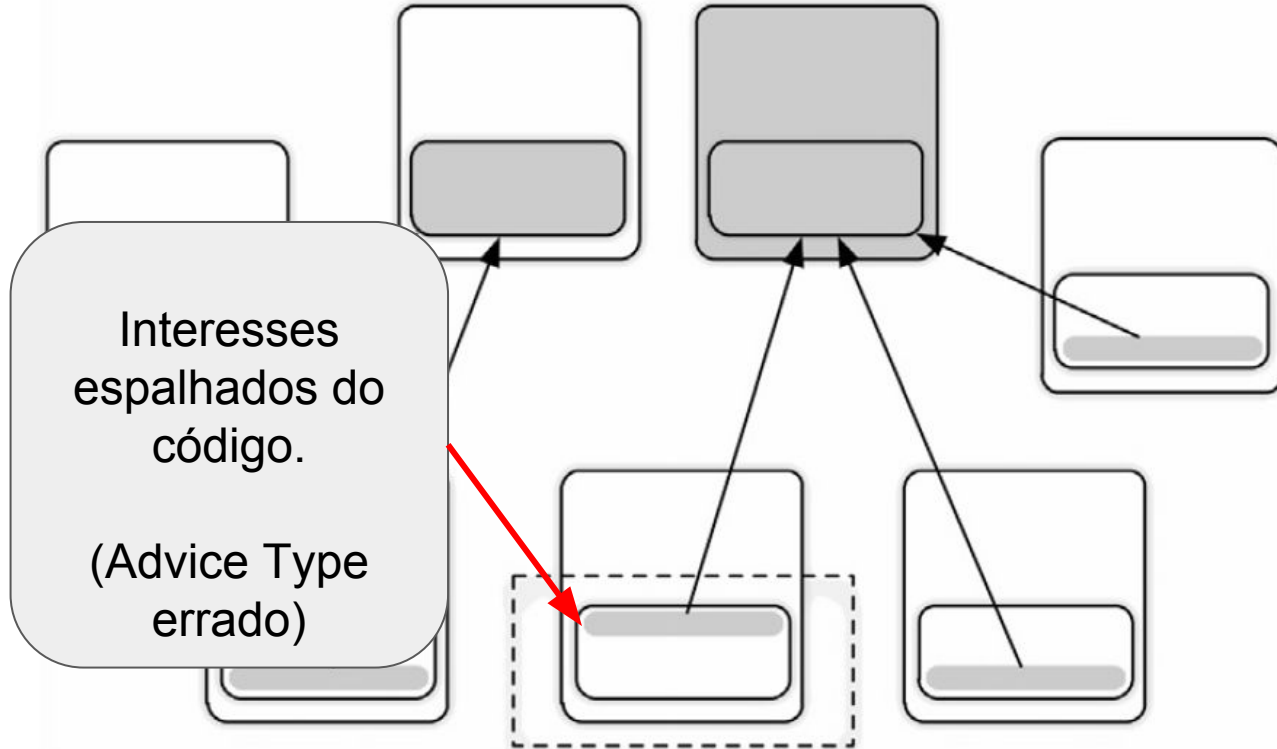 Interesses
espalhados do
código.
(Advice Type
errado)